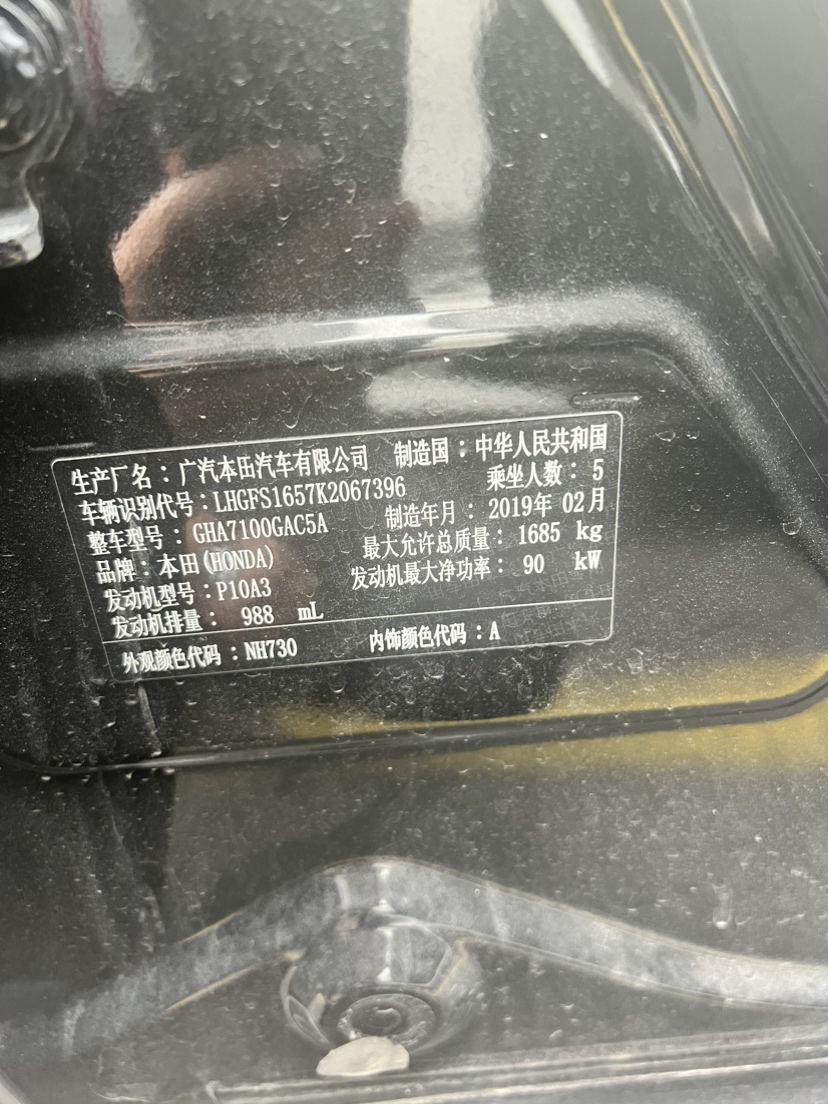 生产厂名：广汽本田汽车有限公司 制造国：中华人民共和国
车辆识别代号：LHGFS1657K2067396 乘坐人数：5
整车型号：GHA7100GAC5A 制造年月：2019年 02月
品牌：本田(HONDA) 最大允许总质量：1685 kg
发动机型号：P10A3 发动机最大净功率：90 kW
发动机排量：988 mL
外观颜色代码：NH730 内饰颜色代码：A